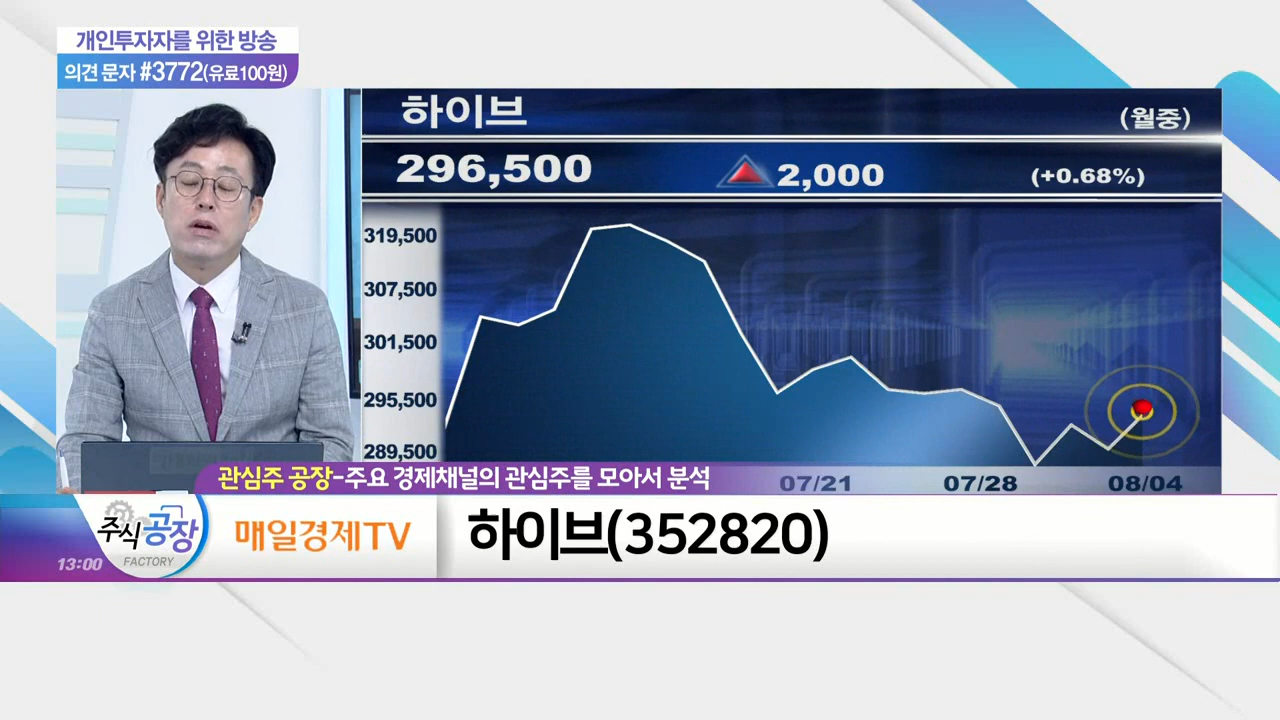 개인투자자를 위한 방송
의견 문자 #3772(유료100원)
하이브
(월중)
296,500
2,000
(+0.68%)
319,500
307,500
301,500
295,500
289,500
07/21
07/28
08/04
관심주 공장-주요 경제채널의 관심주를 모아서 분석
주식공장
FACTORY
13:00
매일경제TV
하이브(352820)